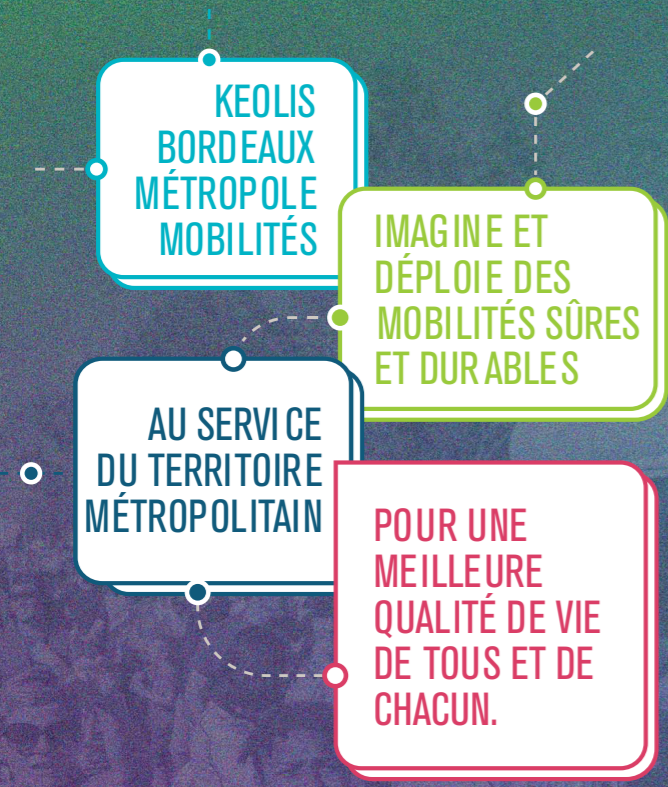 KEOLIS
BORDEAUX
MÉTROPOLE
MOBILITÉS
IMAGINE ET
DÉPLOIE DES
MOBILITÉS SÛRES
ET DURABLES
AU SERVICE
DU TERRITOIRE
MÉTROPOLITAIN
POUR UNE
MEILLEURE
QUALITÉ DE VIE
DE TOUS ET DE
CHACUN.